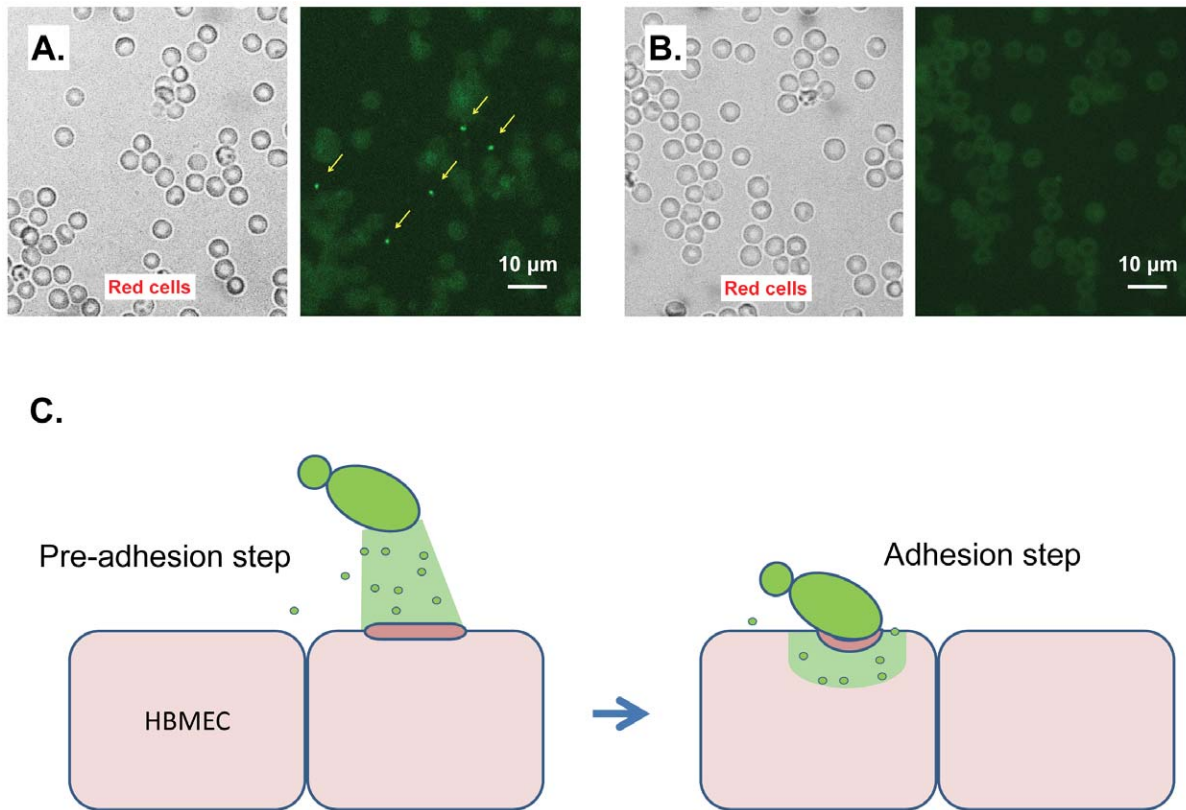 A.
Red cells
10 µm
B.
Red cells
10 µm
C.
Pre-adhesion step
Adhesion step
HBMEC